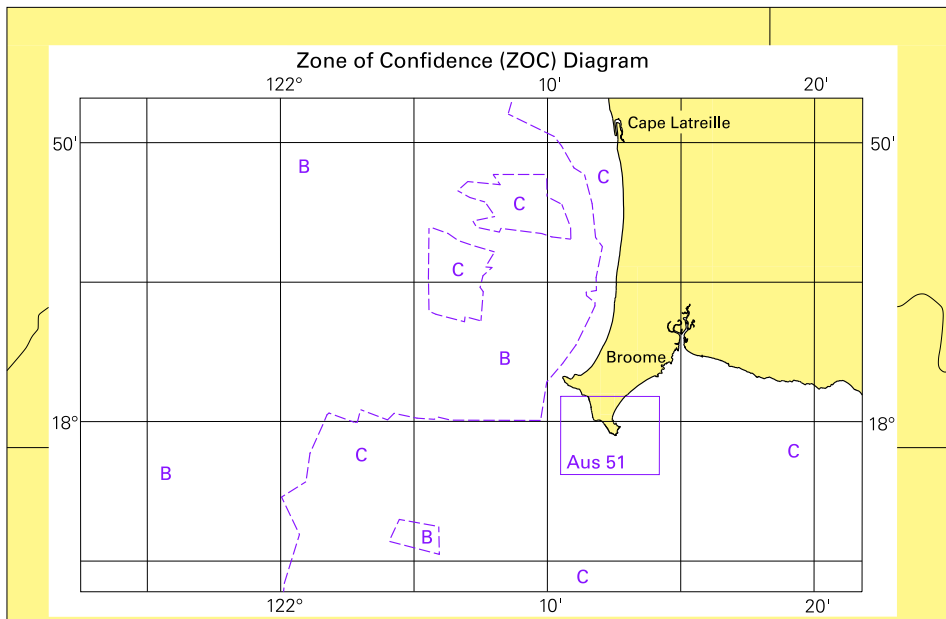 Zone of Confidence (ZOC) Diagram
122° 10' 20'
Cape Latreille
50' 50'
B C
C
C
Broome
B
18° 18°
C C
Aus 51
B
B
C
122° 10' 20'